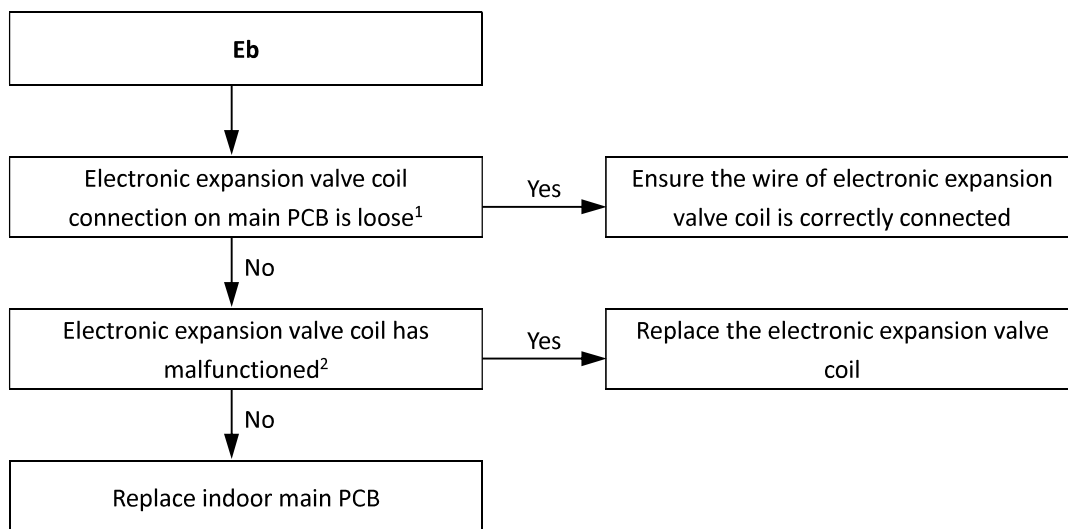 Eb
Electronic expansion valve coil
connection on main PCB is loose¹
Yes
Ensure the wire of electronic expansion
valve coil is correctly connected
No
Electronic expansion valve coil has
malfunctioned²
Yes
Replace the electronic expansion valve
coil
No
Replace indoor main PCB